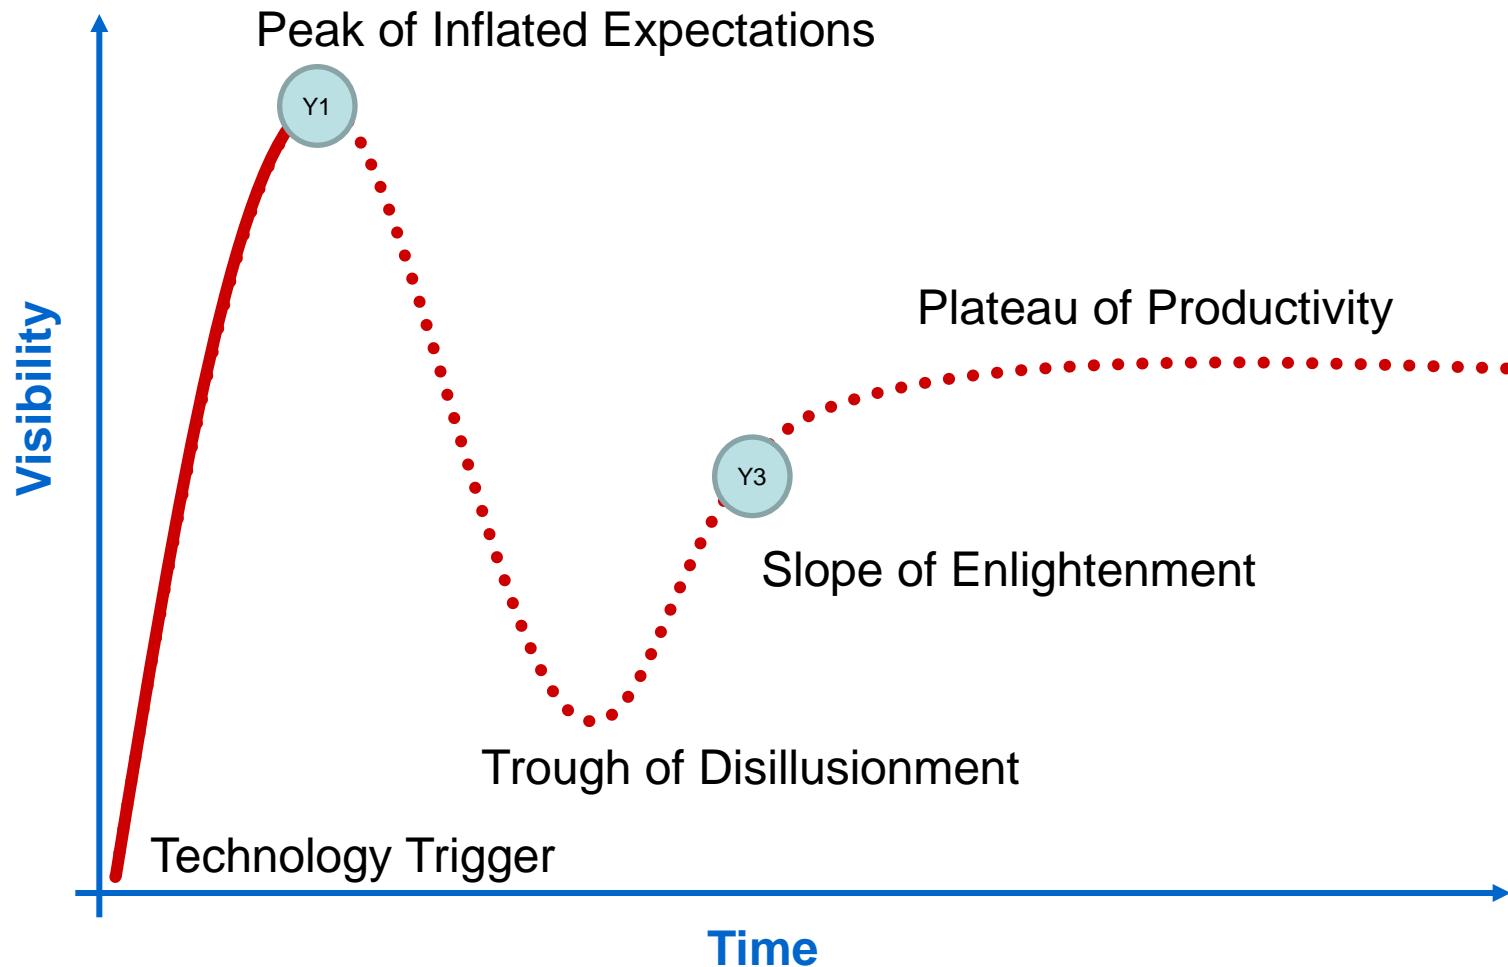 Peak of Inflated Expectations
Y1
Plateau of Productivity
Visibility
Y3
Slope of Enlightenment
Trough of Disillusionment
Technology Trigger
Time